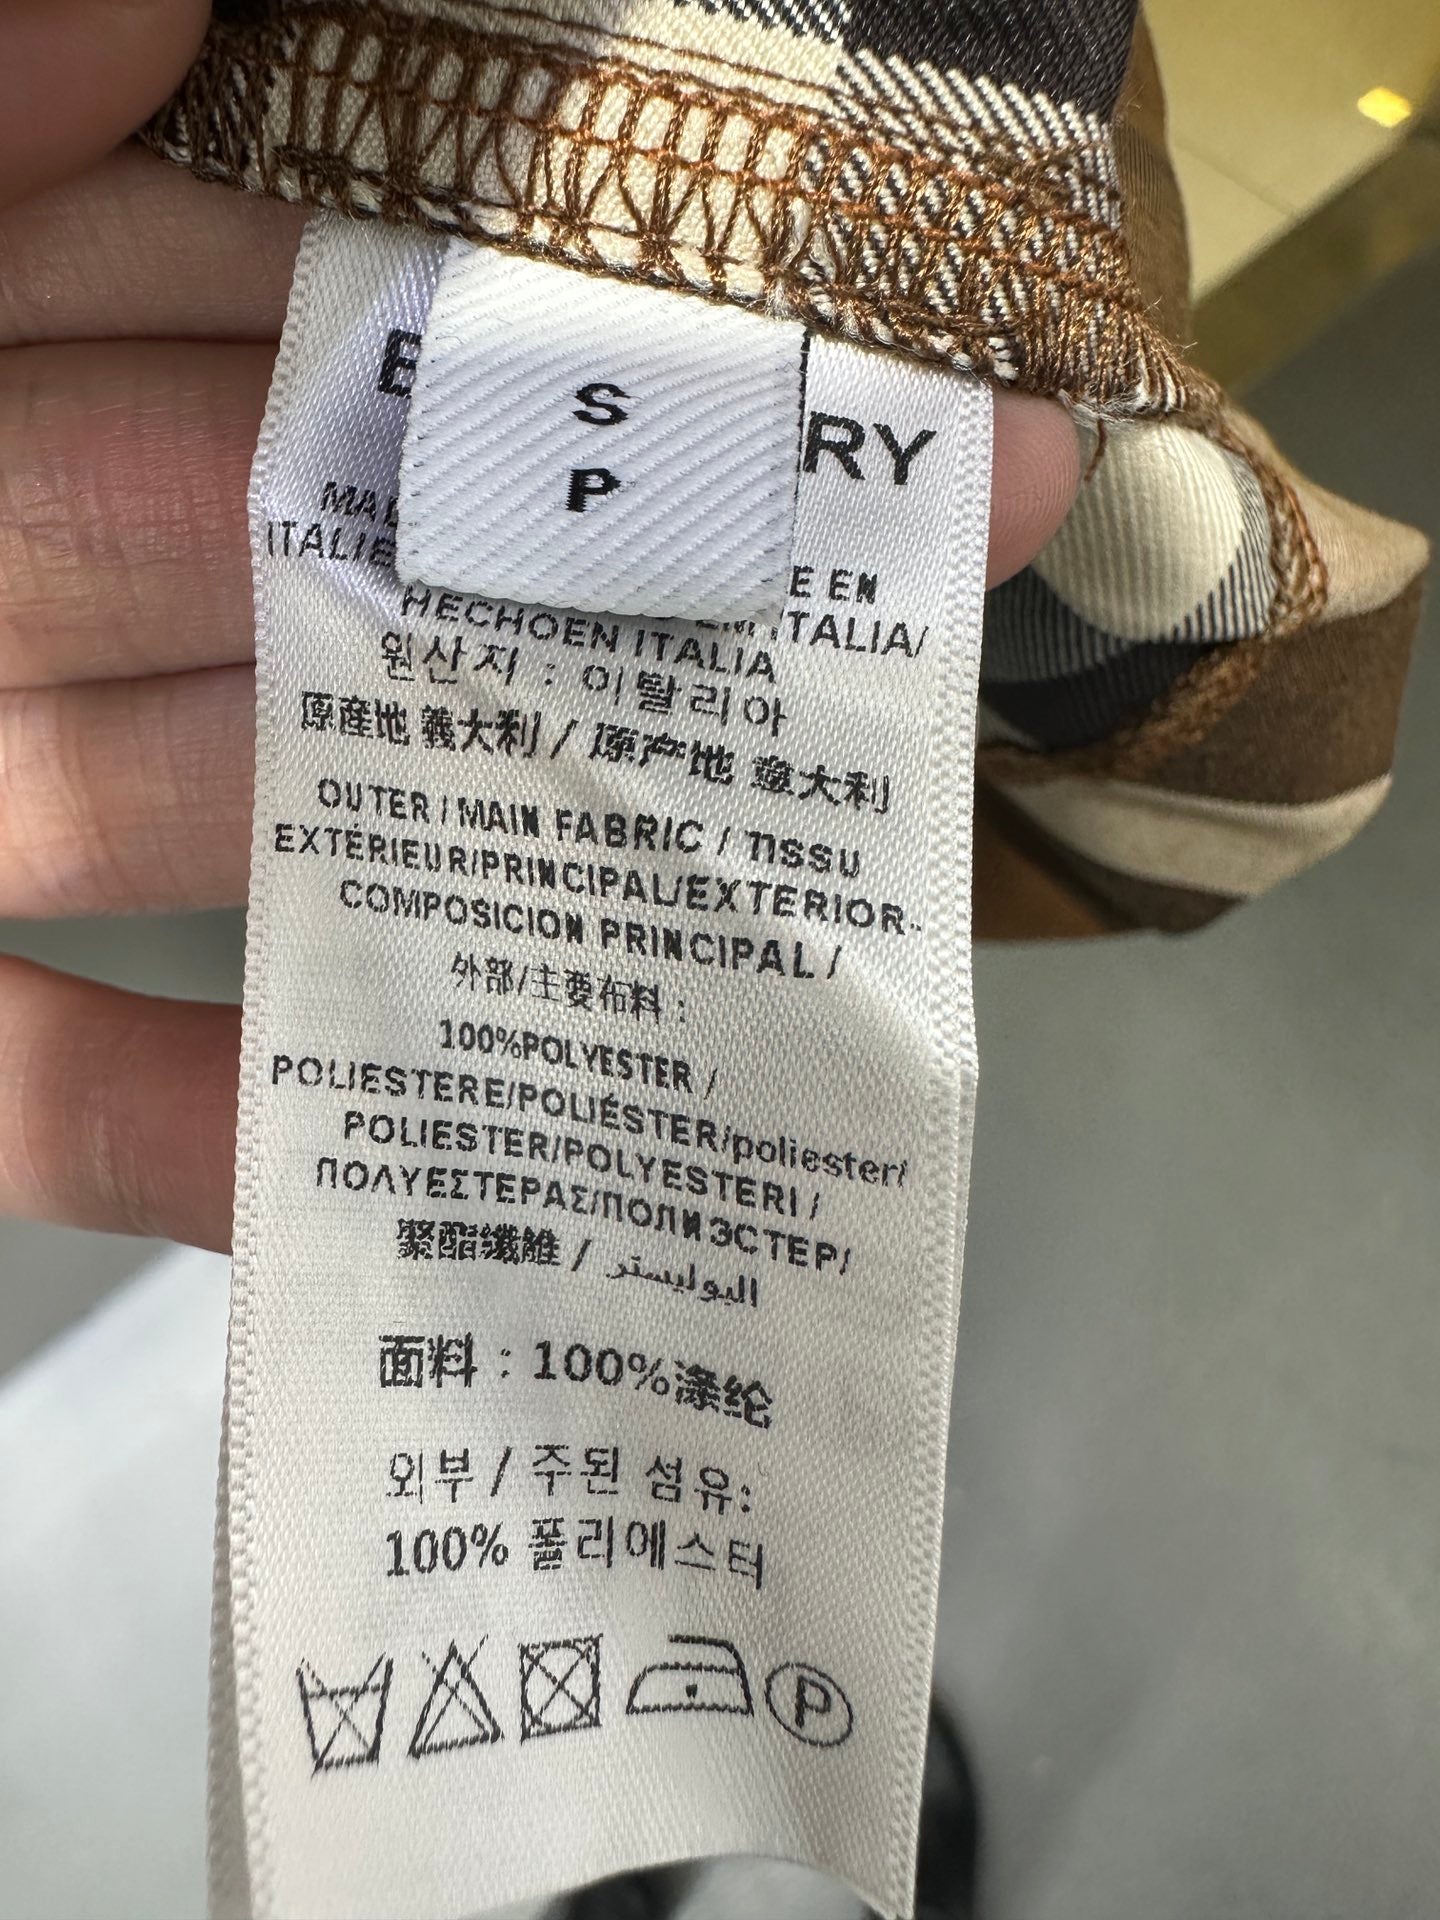 S
P
RY
E EN
ITALIE
ITALIA/
HECHOEN ITALIA
원산지 : 이탈리아
原産地 義大利 / 原产地 意大利
OUTER / MAIN FABRIC / TISSU
EXTÉRIEUR/PRINCIPAL/EXTERIOR-
COMPOSICION PRINCIPAL /
外部/主要布料 :
100%POLYESTER /
POLIESTERE/POLIÉSTER/poliester/
POLIESTER/POLYESTERI /
ΠΟΛΥΕΣΤΕΡΑΣ/ПОЛИЭСТЕР/
聚酯纖維 / البوليستر
面料 : 100%涤纶
외부 / 주된 섬유:
100% 폴리에스터
P